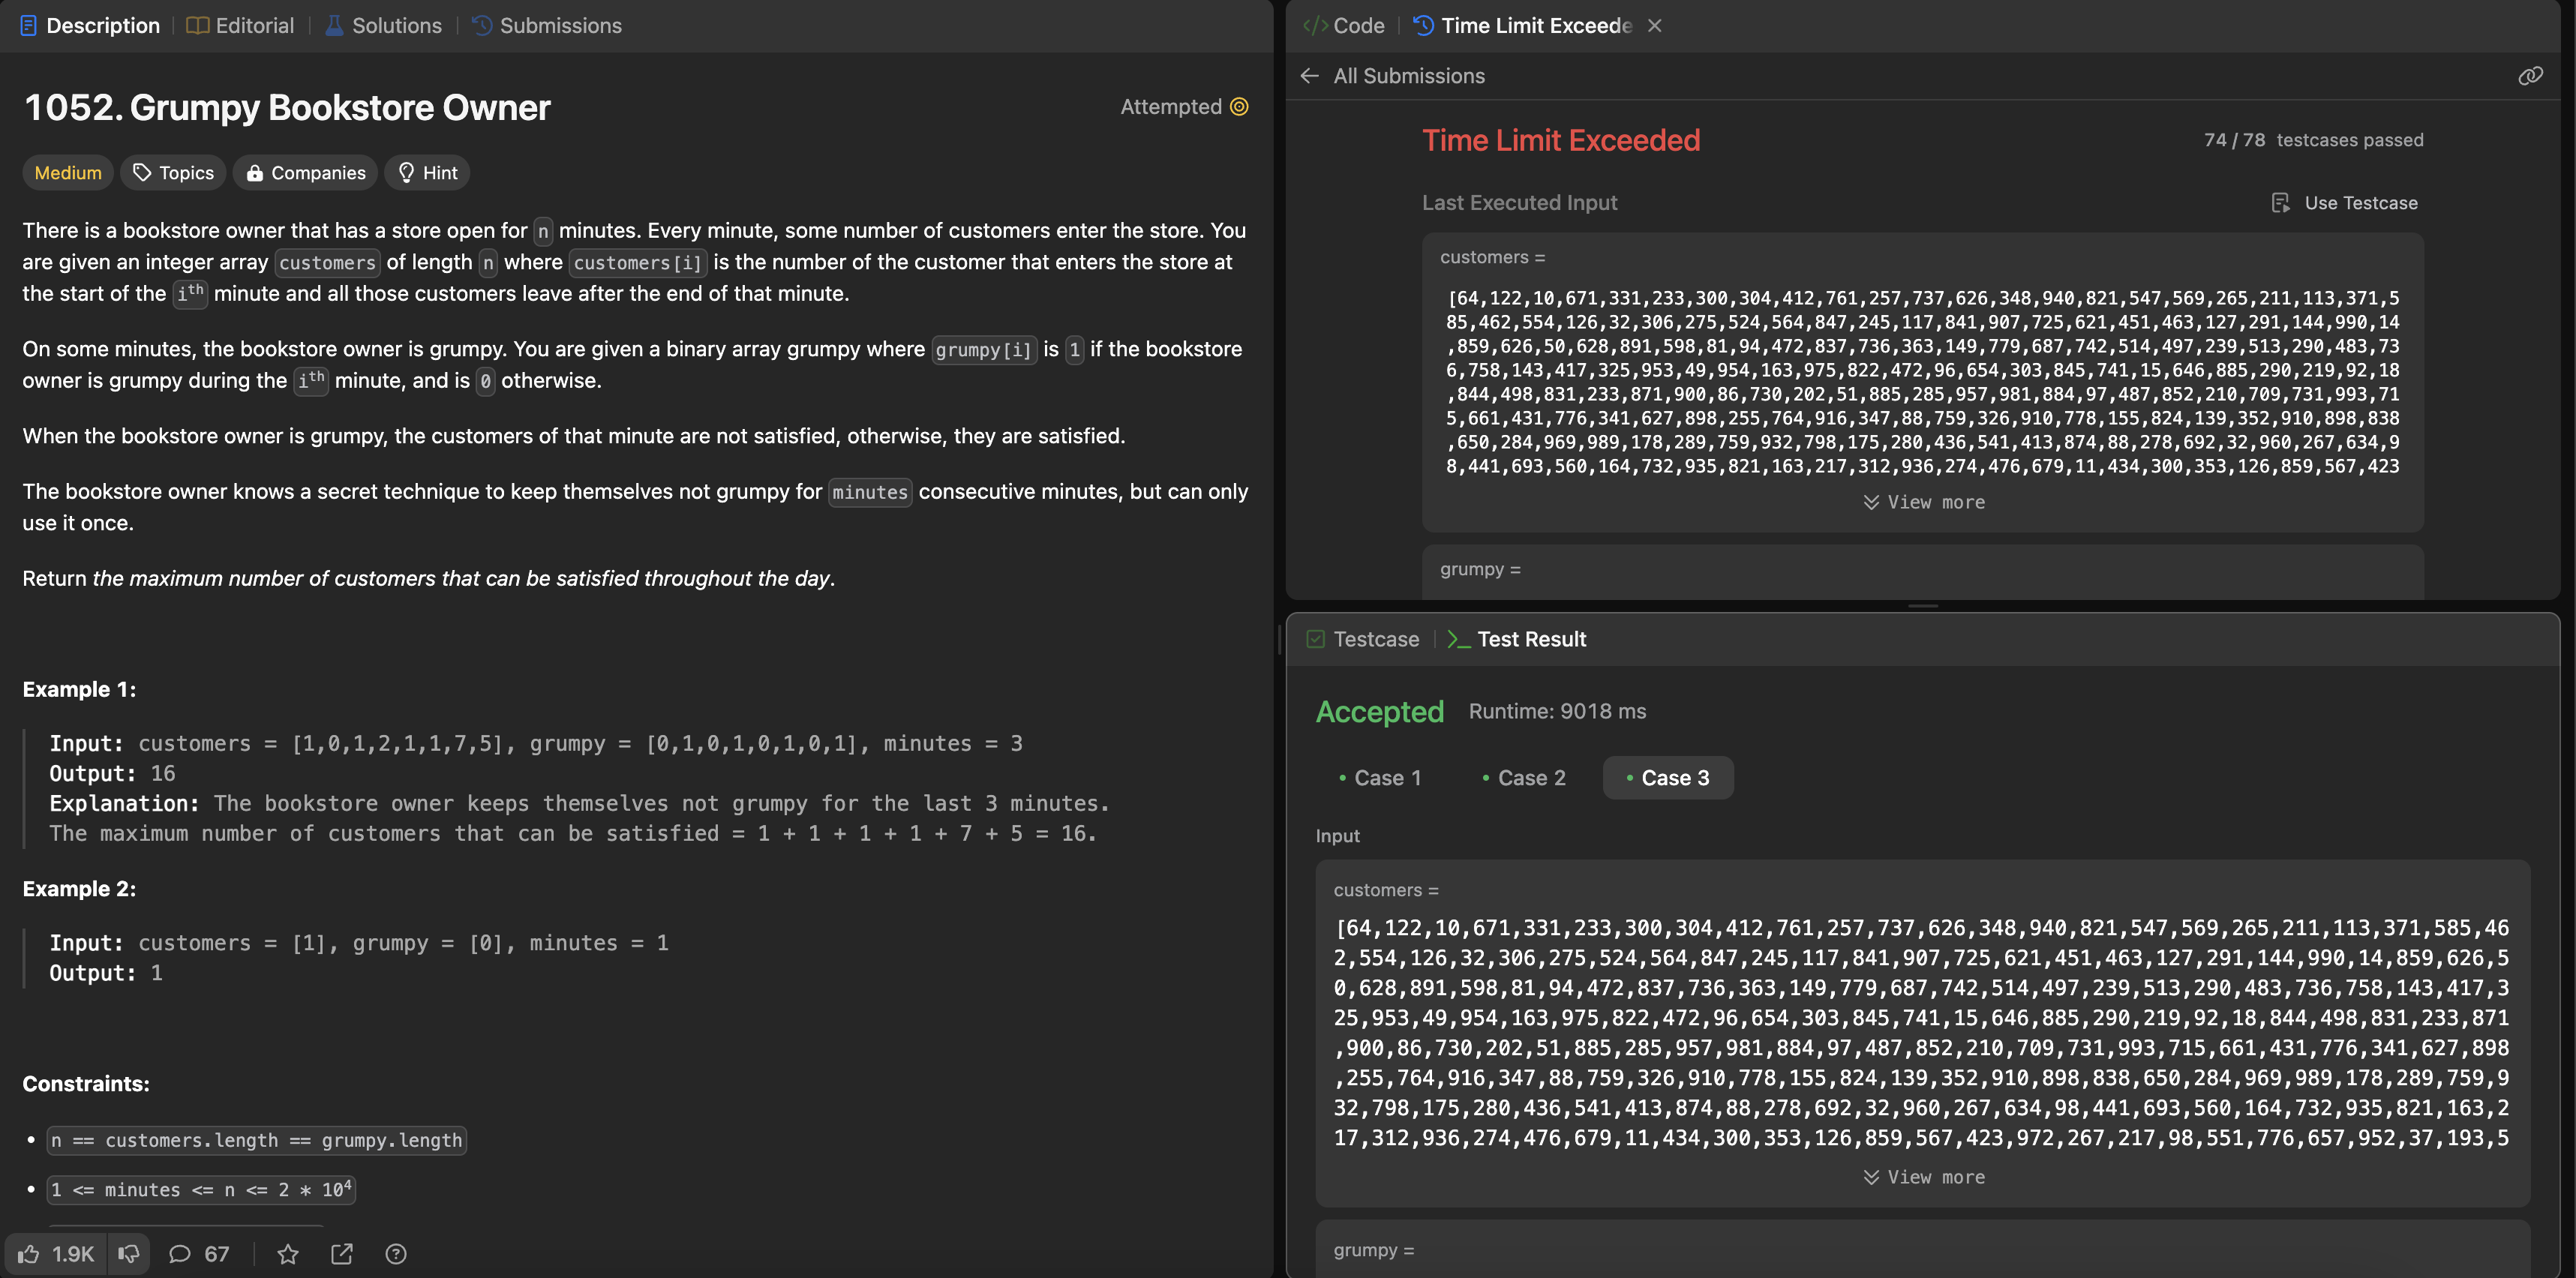 Description
Editorial
Solutions
Submissions
1052. Grumpy Bookstore Owner
Attempted
Medium
Topics
Companies
Hint
There is a bookstore owner that has a store open for n minutes. Every minute, some number of customers enter the store. You
are given an integer array customers of length n where customers[i] is the number of the customer that enters the store at
the start of the ith minute and all those customers leave after the end of that minute.
On some minutes, the bookstore owner is grumpy. You are given a binary array grumpy where grumpy[i] is 1 if the bookstore
owner is grumpy during the ith minute, and is 0 otherwise.
When the bookstore owner is grumpy, the customers of that minute are not satisfied, otherwise, they are satisfied.
The bookstore owner knows a secret technique to keep themselves not grumpy for minutes consecutive minutes, but can only
use it once.
Return the maximum number of customers that can be satisfied throughout the day.
Example 1:
Input: customers = [1,0,1,2,1,1,7,5], grumpy = [0,1,0,1,0,1,0,1], minutes = 3
Output: 16
Explanation: The bookstore owner keeps themselves not grumpy for the last 3 minutes.
The maximum number of customers that can be satisfied = 1 + 1 + 1 + 1 + 7 + 5 = 16.
Example 2:
Input: customers = [1], grumpy = [0], minutes = 1
Output: 1
Constraints:
• n == customers.length == grumpy.length
• 1 <= minutes <= n <= 2 * 10⁴
1.9K
67
</> Code
Time Limit Exceede
All Submissions
Time Limit Exceeded
74 / 78 testcases passed
Last Executed Input
Use Testcase
customers =
[64,122,10,671,331,233,300,304,412,761,257,737,626,348,940,821,547,569,265,211,113,371,5
85,462,554,126,32,306,275,524,564,847,245,117,841,907,725,621,451,463,127,291,144,990,14
,859,626,50,628,891,598,81,94,472,837,736,363,149,779,687,742,514,497,239,513,290,483,73
6,758,143,417,325,953,49,954,163,975,822,472,96,654,303,845,741,15,646,885,290,219,92,18
,844,498,831,233,871,900,86,730,202,51,885,285,957,981,884,97,487,852,210,709,731,993,71
5,661,431,776,341,627,898,255,764,916,347,88,759,326,910,778,155,824,139,352,910,898,838
,650,284,969,989,178,289,759,932,798,175,280,436,541,413,874,88,278,692,32,960,267,634,9
8,441,693,560,164,732,935,821,163,217,312,936,274,476,679,11,434,300,353,126,859,567,423
View more
grumpy =
Testcase
Test Result
Accepted
Runtime: 9018 ms
• Case 1
• Case 2
• Case 3
Input
customers =
[64,122,10,671,331,233,300,304,412,761,257,737,626,348,940,821,547,569,265,211,113,371,585,46
2,554,126,32,306,275,524,564,847,245,117,841,907,725,621,451,463,127,291,144,990,14,859,626,5
0,628,891,598,81,94,472,837,736,363,149,779,687,742,514,497,239,513,290,483,736,758,143,417,3
25,953,49,954,163,975,822,472,96,654,303,845,741,15,646,885,290,219,92,18,844,498,831,233,871
,900,86,730,202,51,885,285,957,981,884,97,487,852,210,709,731,993,715,661,431,776,341,627,898
,255,764,916,347,88,759,326,910,778,155,824,139,352,910,898,838,650,284,969,989,178,289,759,9
32,798,175,280,436,541,413,874,88,278,692,32,960,267,634,98,441,693,560,164,732,935,821,163,2
17,312,936,274,476,679,11,434,300,353,126,859,567,423,972,267,217,98,551,776,657,952,37,193,5
View more
grumpy =